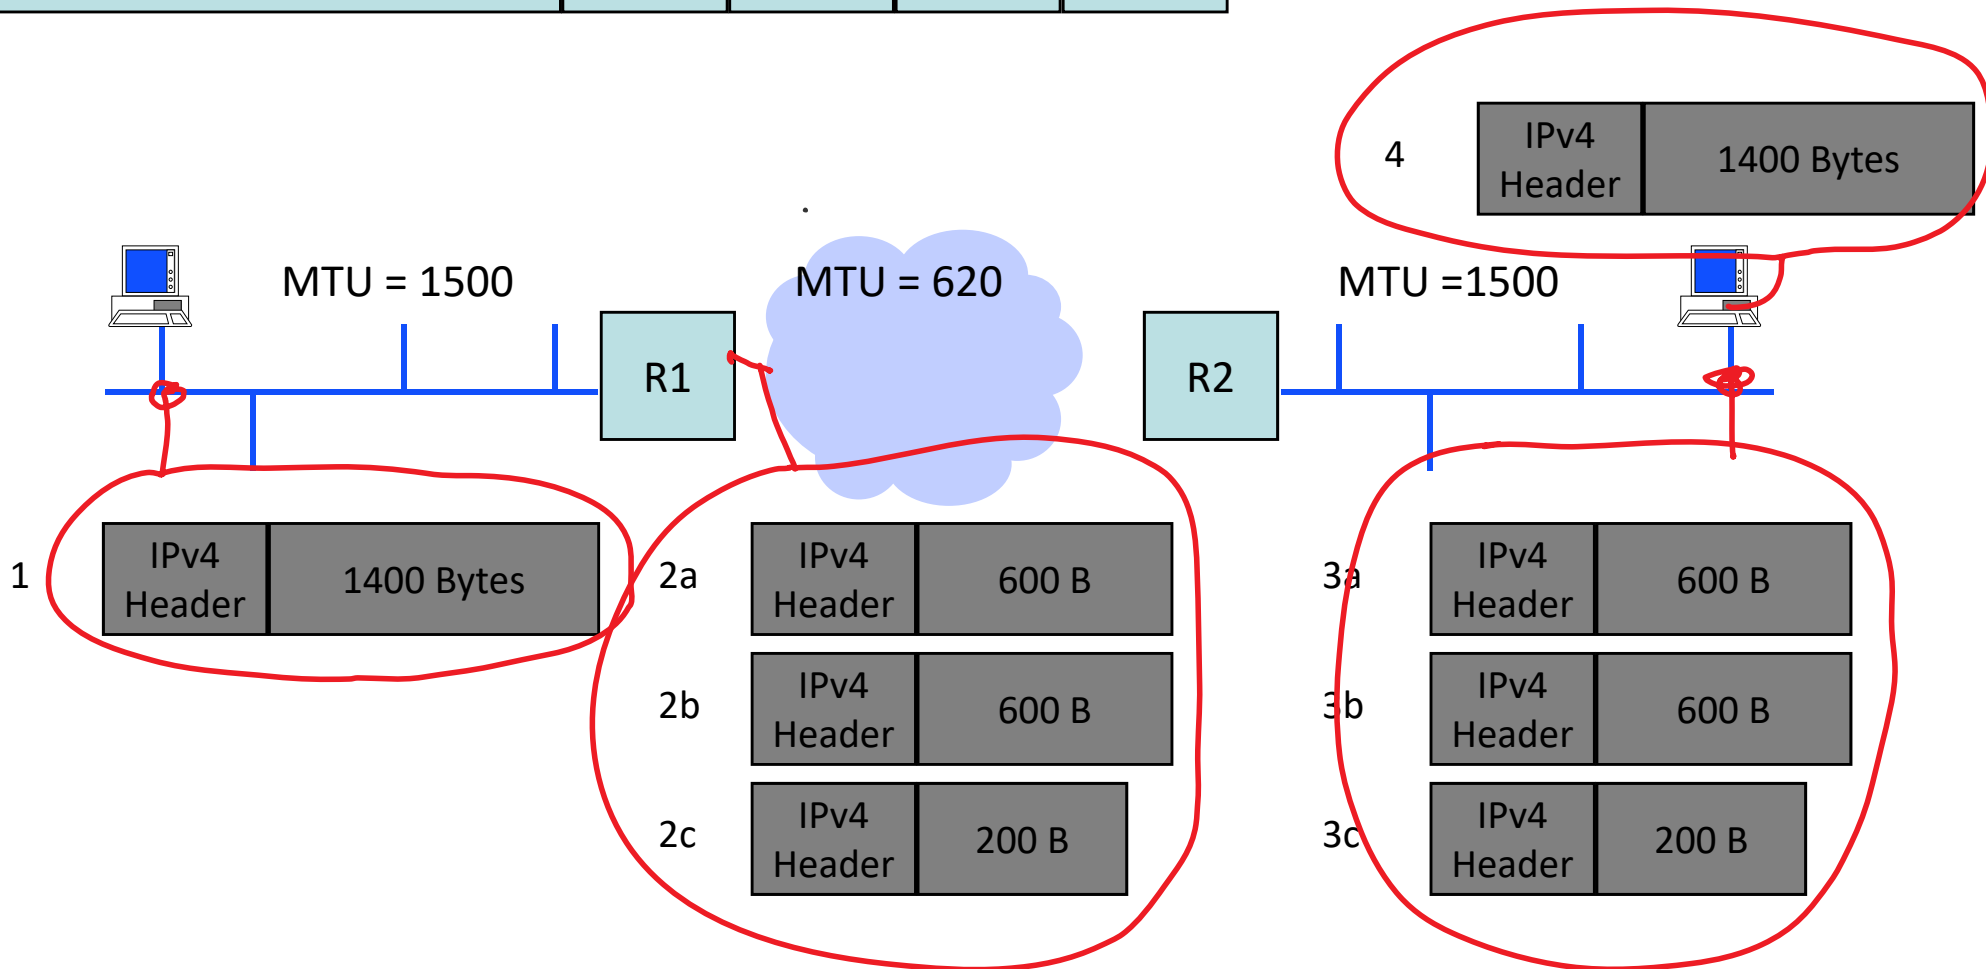 4
IPv4
Header
1400 Bytes
MTU = 1500
MTU = 620
MTU =1500
R1
R2
1
IPv4
Header
1400 Bytes
2a
IPv4
Header
600 B
3a
IPv4
Header
600 B
2b
IPv4
Header
600 B
3b
IPv4
Header
600 B
2c
IPv4
Header
200 B
3c
IPv4
Header
200 B